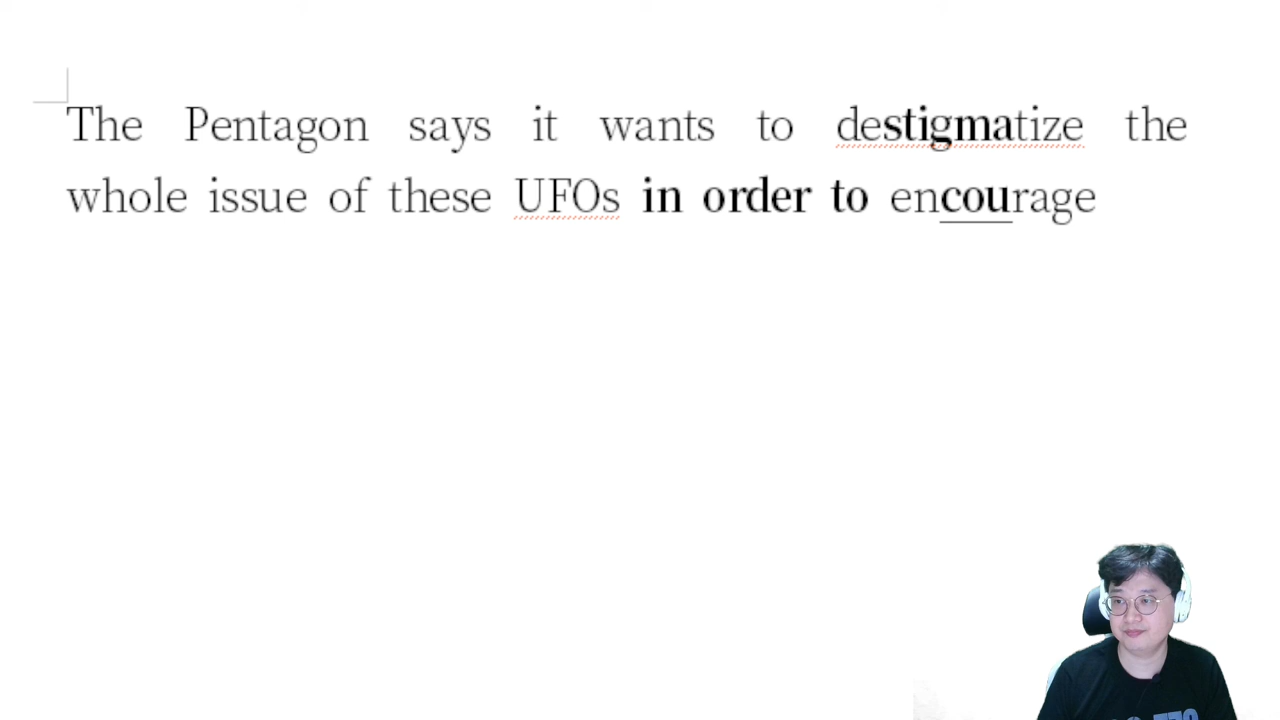 The Pentagon says it wants to destigmatize the
whole issue of these UFOs in order to encourage